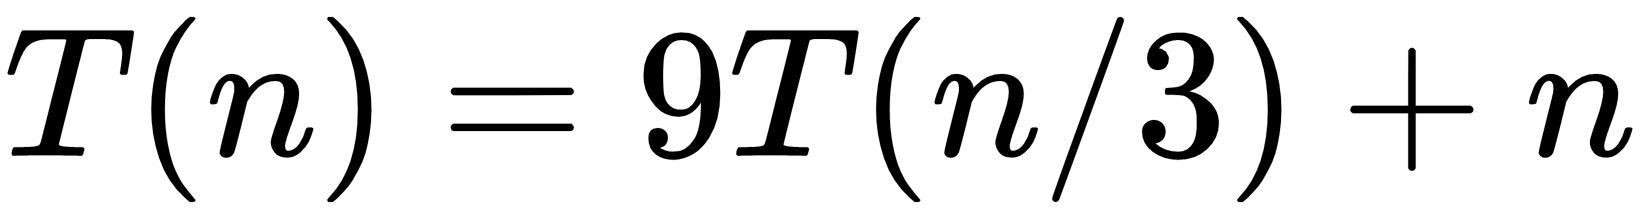 T(n) = 9T(n/3) + n